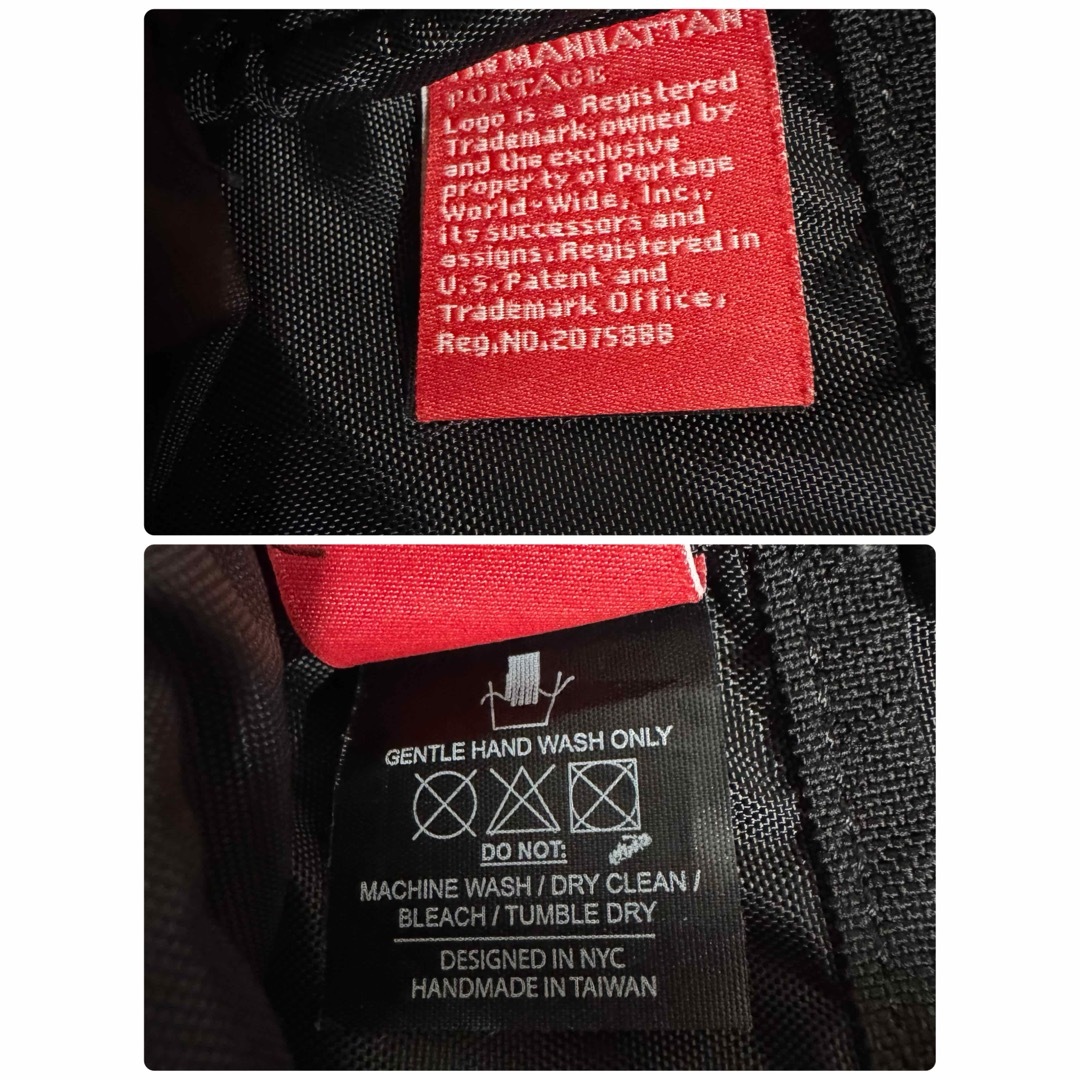 MANHATTAN
PORTAGE
Logo is a Registered
Trademark, owned by
and the exclusive
property of Portage
World-Wide, Inc.,
its successors and
assigns. Registered in
U.S. Patent and
Trademark Office,
Reg.NO.2075388
GENTLE HAND WASH ONLY
DO NOT:
MACHINE WASH / DRY CLEAN /
BLEACH / TUMBLE DRY
DESIGNED IN NYC
HANDMADE IN TAIWAN